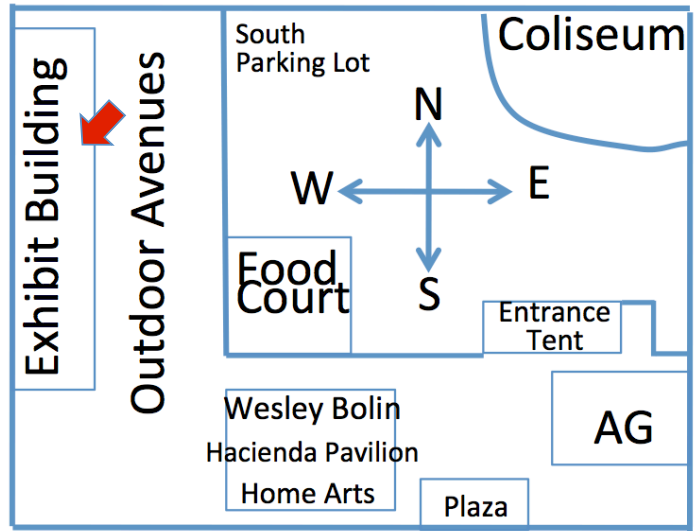 Exhibit Building
Outdoor Avenues
South
Parking Lot
Coliseum
N
W
E
S
Food
Court
Entrance
Tent
Wesley Bolin
Hacienda Pavilion
Home Arts
AG
Plaza